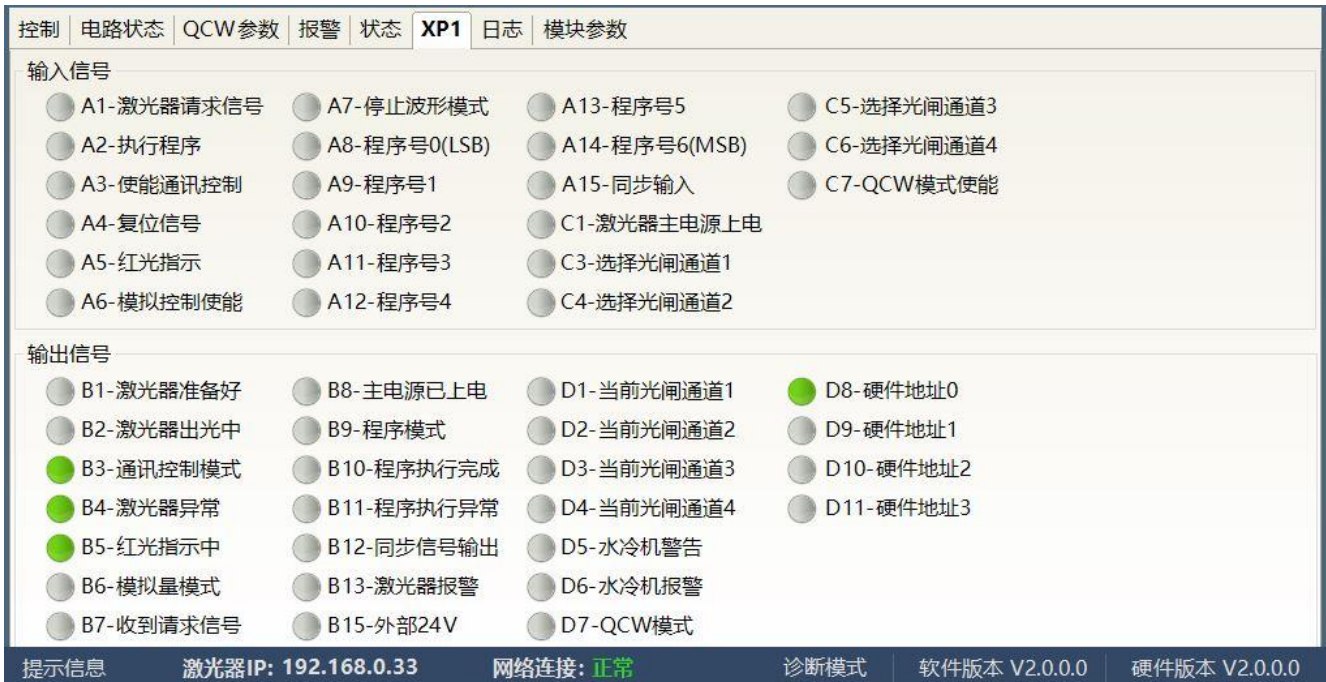 控制 电路状态 QCW参数 报警 状态 XP1 日志 模块参数
输入信号
A1-激光器请求信号 A7-停止波形模式 A13-程序号5 C5-选择光闸通道3
A2-执行程序 A8-程序号0(LSB) A14-程序号6(MSB) C6-选择光闸通道4
A3-使能通讯控制 A9-程序号1 A15-同步输入 C7-QCW模式使能
A4-复位信号 A10-程序号2 C1-激光器主电源上电
A5-红光指示 A11-程序号3 C3-选择光闸通道1
A6-模拟控制使能 A12-程序号4 C4-选择光闸通道2
输出信号
B1-激光器准备好 B8-主电源已上电 D1-当前光闸通道1 D8-硬件地址0
B2-激光器出光中 B9-程序模式 D2-当前光闸通道2 D9-硬件地址1
B3-通讯控制模式 B10-程序执行完成 D3-当前光闸通道3 D10-硬件地址2
B4-激光器异常 B11-程序执行异常 D4-当前光闸通道4 D11-硬件地址3
B5-红光指示中 B12-同步信号输出 D5-水冷机警告
B6-模拟量模式 B13-激光器报警 D6-水冷机报警
B7-收到请求信号 B15-外部24V D7-QCW模式
提示信息 激光器IP: 192.168.0.33 网络连接: 正常 诊断模式 软件版本 V2.0.0.0 硬件版本 V2.0.0.0